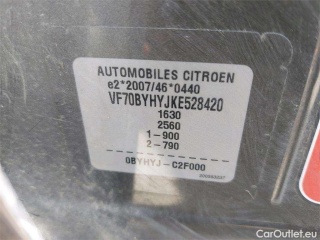 AUTOMOBILES CITROEN
e2*2007/46*0440
VF70BYHYJKE528420
1630
2560
1-900
2-790
0BYHYJ-C2F000
CarOutlet.eu